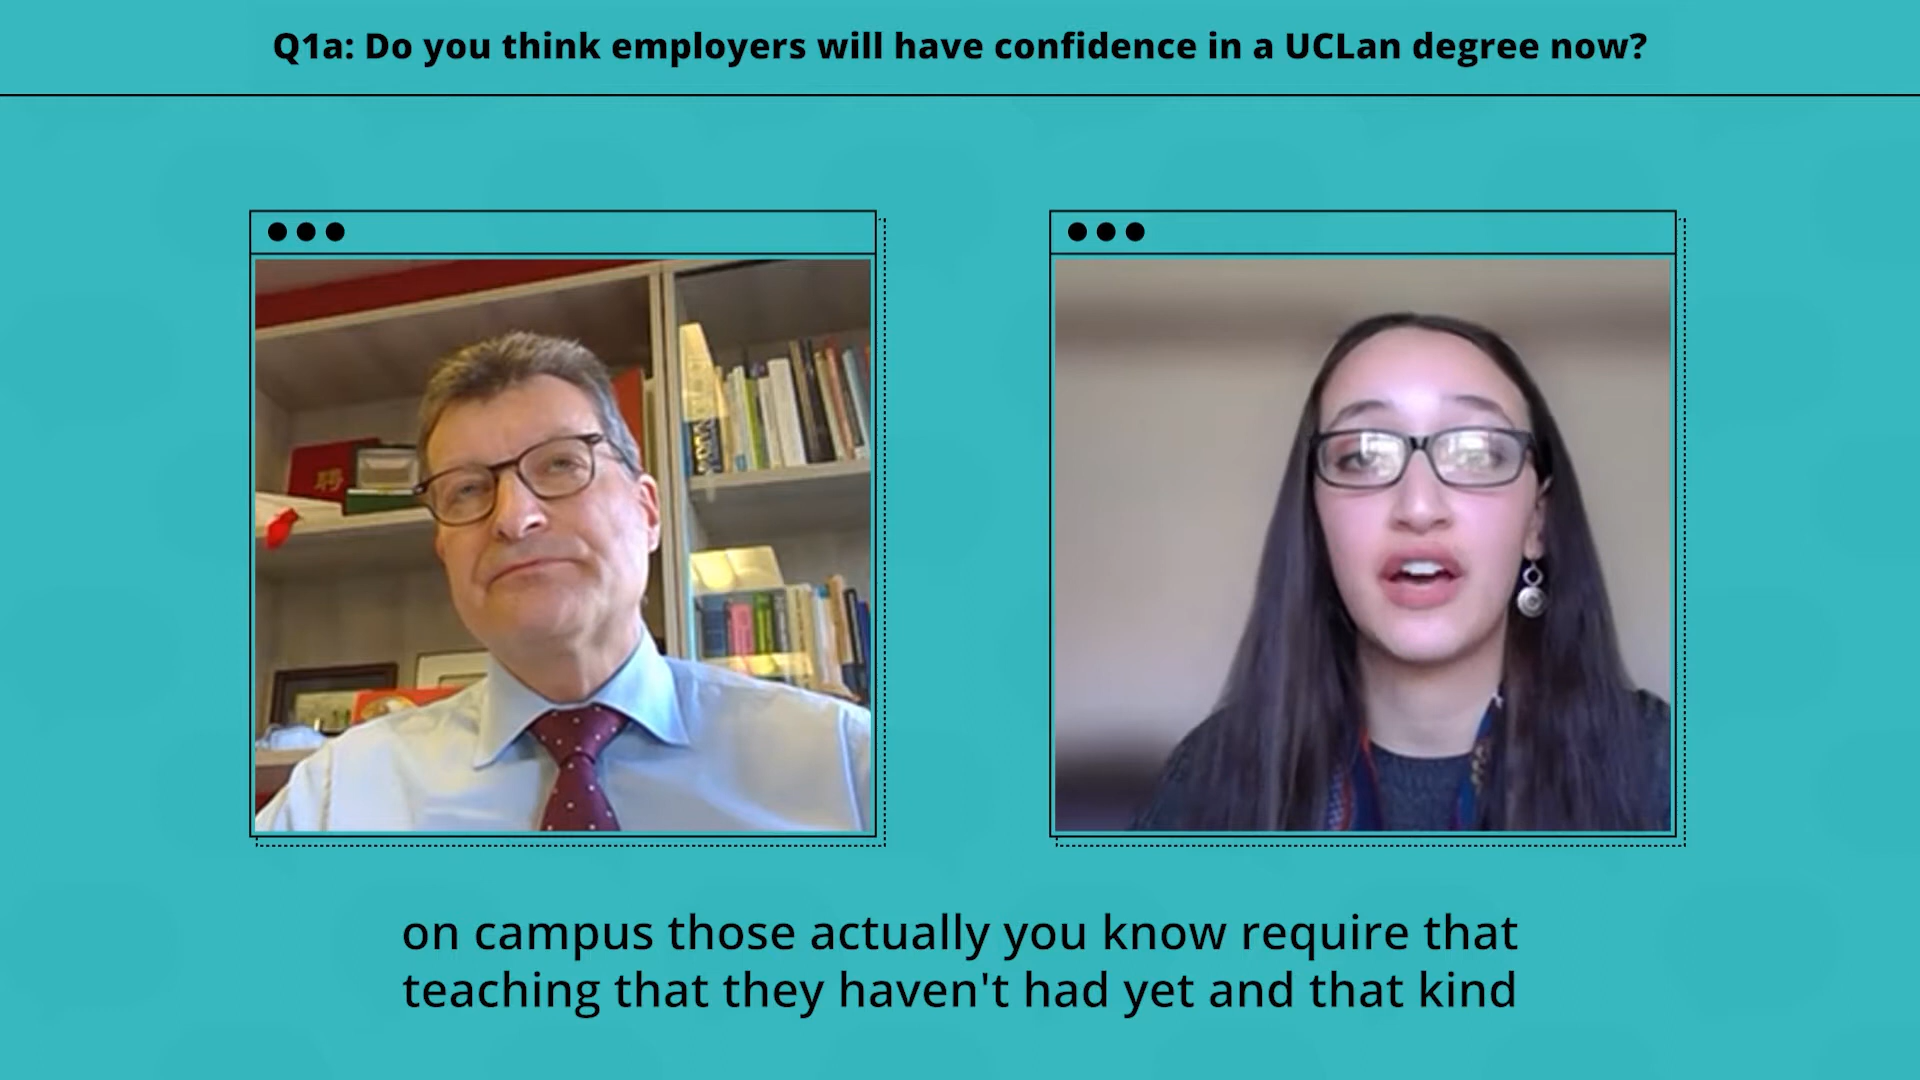 Q1a: Do you think employers will have confidence in a UCLan degree now?
聘
on campus those actually you know require that
teaching that they haven't had yet and that kind